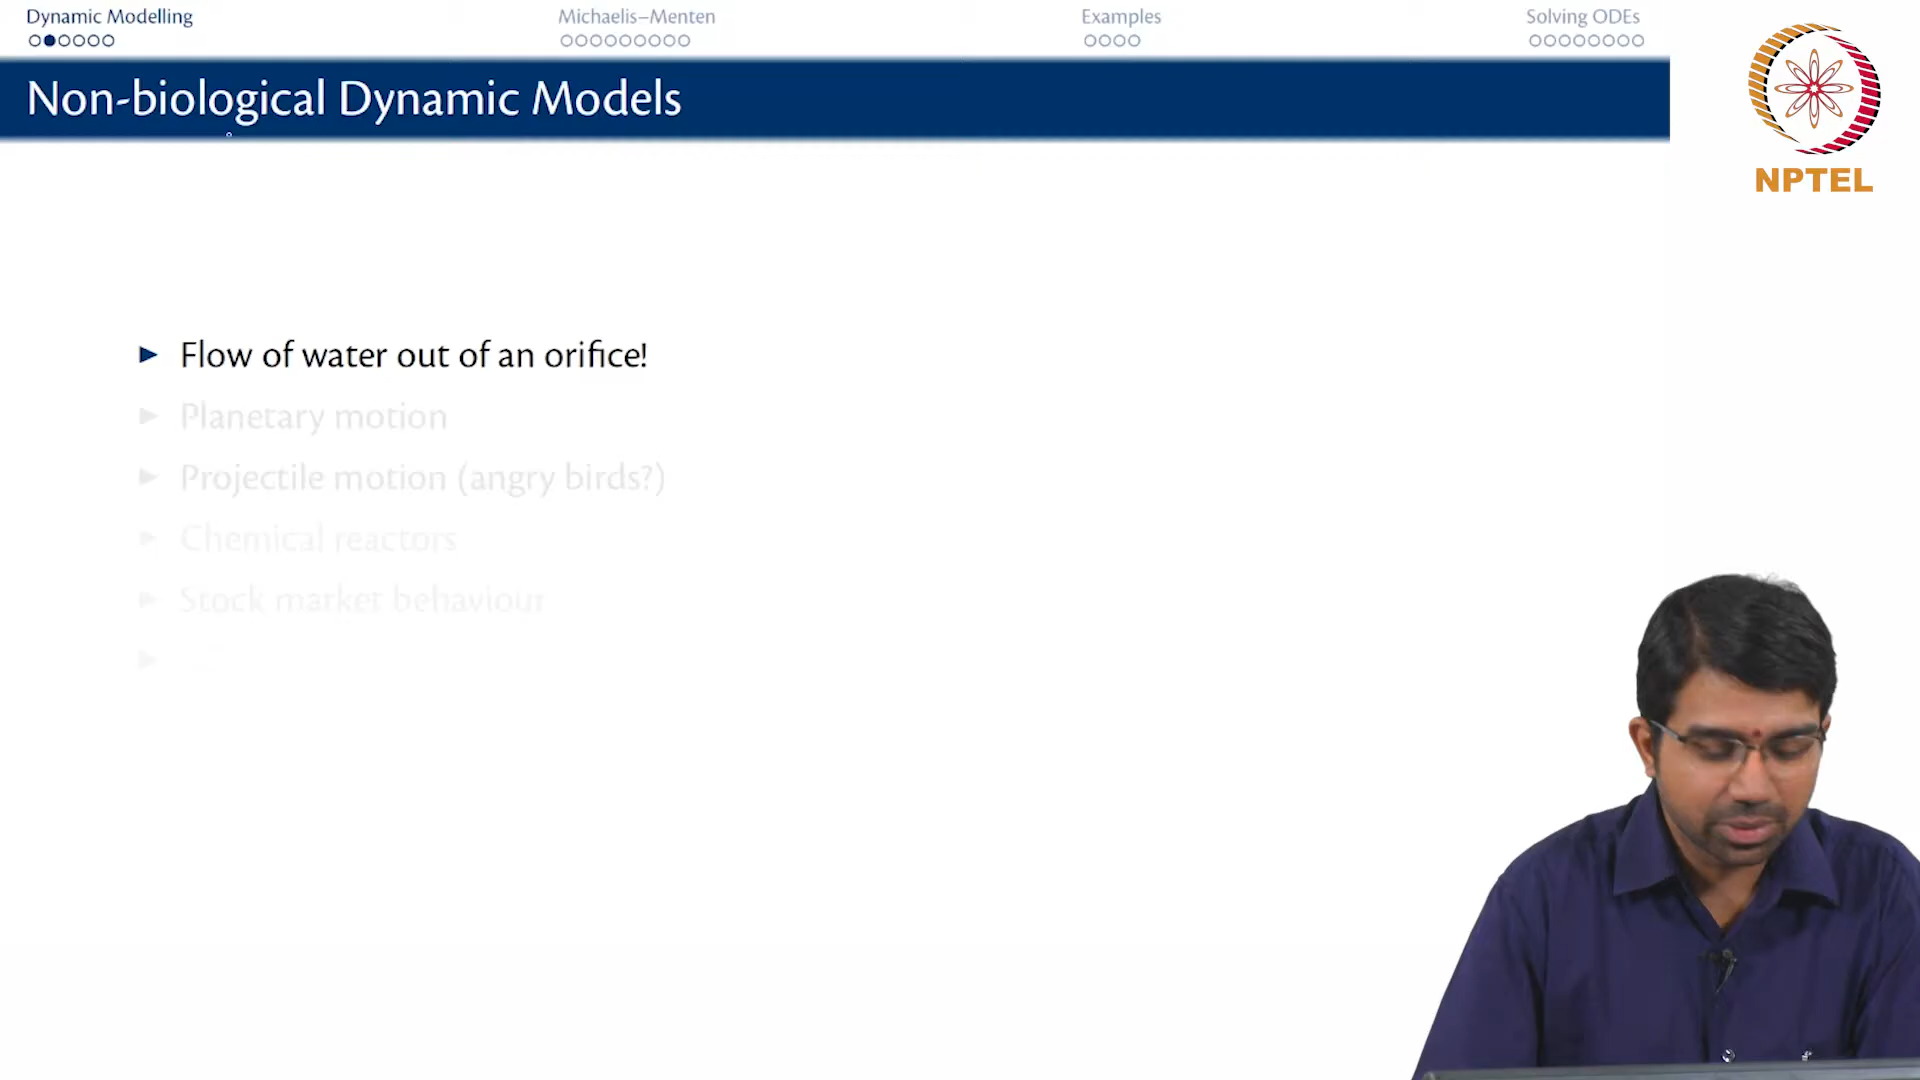 Dynamic Modelling
Michaelis–Menten
Examples
Solving ODEs
Non-biological Dynamic Models
NPTEL
► Flow of water out of an orifice!
► Planetary motion
► Projectile motion (angry birds?)
► Chemical reactors
► Stock market behaviour